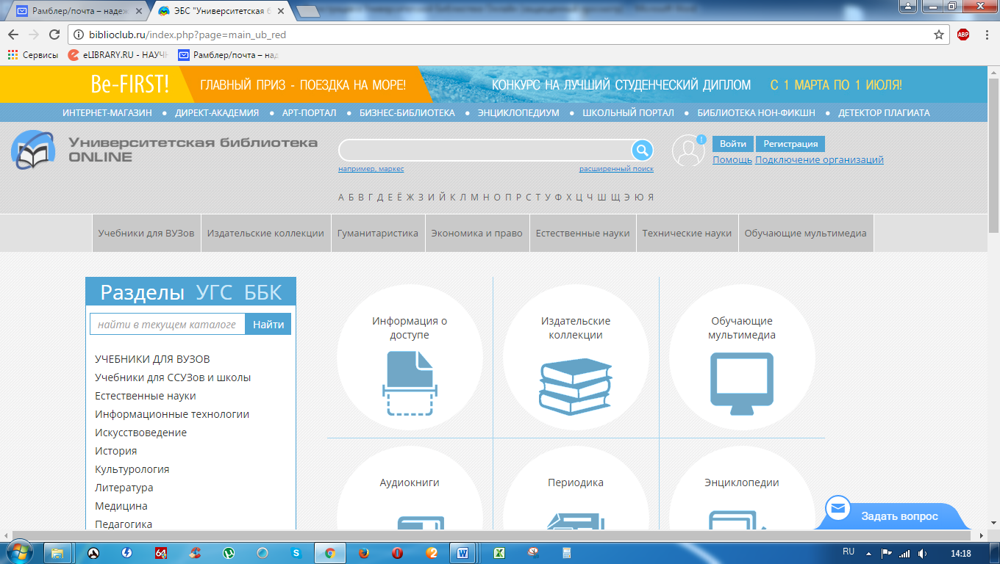 Рамблер/почта – надеж
ЭБС "Университетская б
biblioclub.ru/index.php?page=main_ub_red
ABP
Сервисы
eLIBRARY.RU - НАУЧН
Рамблер/почта – над
Be-FIRST!
ГЛАВНЫЙ ПРИЗ - ПОЕЗДКА НА МОРЕ!
КОНКУРС НА ЛУЧШИЙ СТУДЕНЧЕСКИЙ ДИПЛОМ
С 1 МАРТА ПО 1 ИЮЛЯ!
ИНТЕРНЕТ-МАГАЗИН • ДИРЕКТ-АКАДЕМИЯ • АРТ-ПОРТАЛ • БИЗНЕС-БИБЛИОТЕКА • ЭНЦИКЛОПЕДИУМ • ШКОЛЬНЫЙ ПОРТАЛ • БИБЛИОТЕКА НОН-ФИКШН • ДЕТЕКТОР ПЛАГИАТА
Университетская библиотека
ONLINE
например, маркес
расширенный поиск
!
Войти
Регистрация
Помощь Подключение организаций
А Б В Г Д Е Ё Ж З И Й К Л М Н О П Р С Т У Ф Х Ц Ч Ш Щ Э Ю Я
Учебники для ВУЗов
Издательские коллекции
Гуманитаристика
Экономика и право
Естественные науки
Технические науки
Обучающие мультимедиа
Разделы УГС ББК
найти в текущем каталоге
Найти
УЧЕБНИКИ ДЛЯ ВУЗОВ
Учебники для ССУЗов и школы
Естественные науки
Информационные технологии
Искусствоведение
История
Культурология
Литература
Медицина
Педагогика
Информация о
доступе
Издательские
коллекции
Обучающие
мультимедиа
Аудиокниги
Периодика
Энциклопедии
Задать вопрос
64
RU
14:18